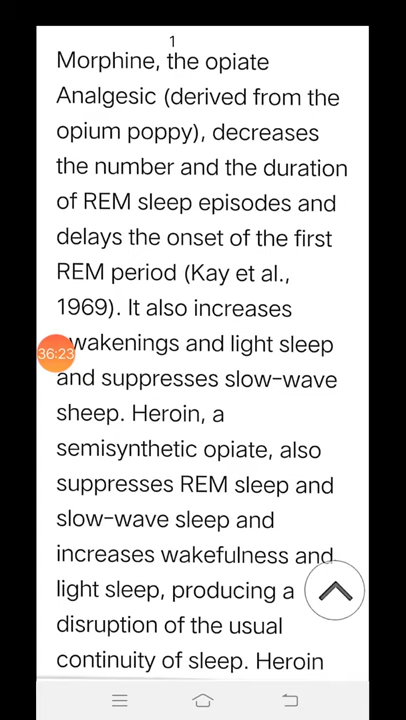 1
Morphine, the opiate
Analgesic (derived from the
opium poppy), decreases
the number and the duration
of REM sleep episodes and
delays the onset of the first
REM period (Kay et al.,
1969). It also increases
wakenings and light sleep
36:23
and suppresses slow-wave
sheep. Heroin, a
semisynthetic opiate, also
suppresses REM sleep and
slow-wave sleep and
increases wakefulness and
light sleep, producing a
disruption of the usual
continuity of sleep. Heroin